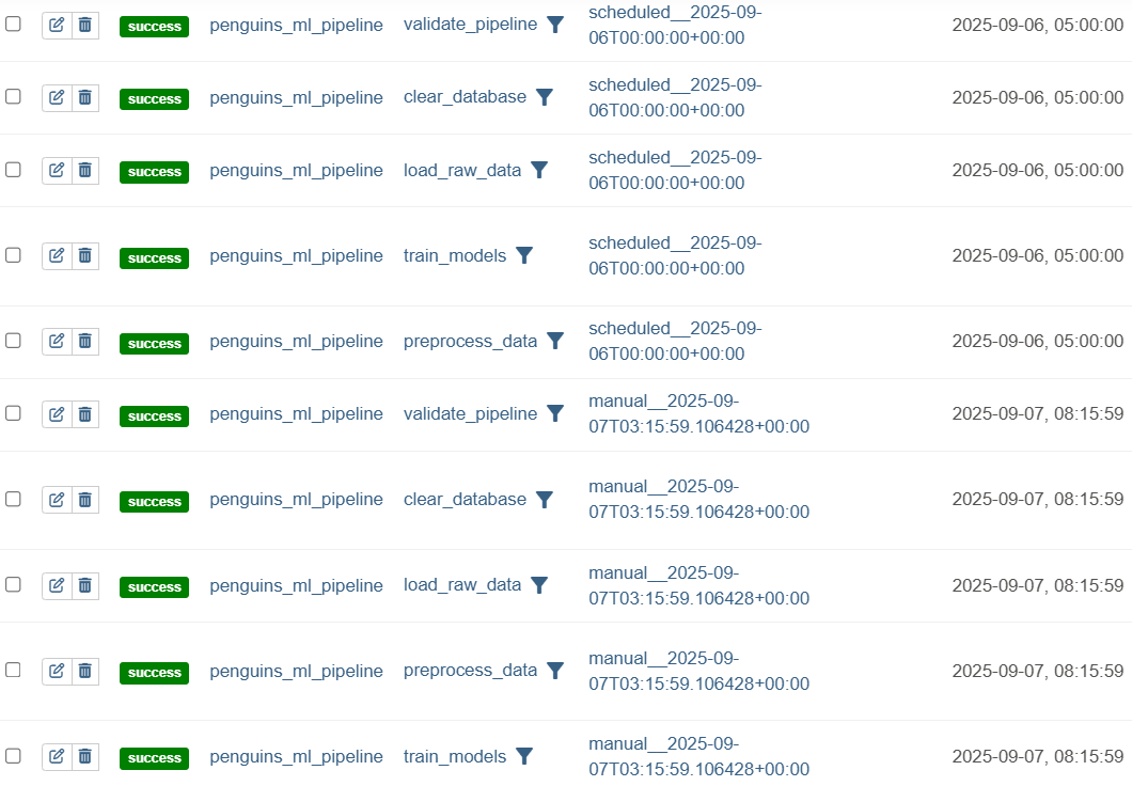 success penguins_ml_pipeline validate_pipeline scheduled__2025-09-
06T00:00:00+00:00 2025-09-06, 05:00:00
success penguins_ml_pipeline clear_database scheduled__2025-09-
06T00:00:00+00:00 2025-09-06, 05:00:00
success penguins_ml_pipeline load_raw_data scheduled__2025-09-
06T00:00:00+00:00 2025-09-06, 05:00:00
success penguins_ml_pipeline train_models scheduled__2025-09-
06T00:00:00+00:00 2025-09-06, 05:00:00
success penguins_ml_pipeline preprocess_data scheduled__2025-09-
06T00:00:00+00:00 2025-09-06, 05:00:00
success penguins_ml_pipeline validate_pipeline manual__2025-09-
07T03:15:59.106428+00:00 2025-09-07, 08:15:59
success penguins_ml_pipeline clear_database manual__2025-09-
07T03:15:59.106428+00:00 2025-09-07, 08:15:59
success penguins_ml_pipeline load_raw_data manual__2025-09-
07T03:15:59.106428+00:00 2025-09-07, 08:15:59
success penguins_ml_pipeline preprocess_data manual__2025-09-
07T03:15:59.106428+00:00 2025-09-07, 08:15:59
success penguins_ml_pipeline train_models manual__2025-09-
07T03:15:59.106428+00:00 2025-09-07, 08:15:59